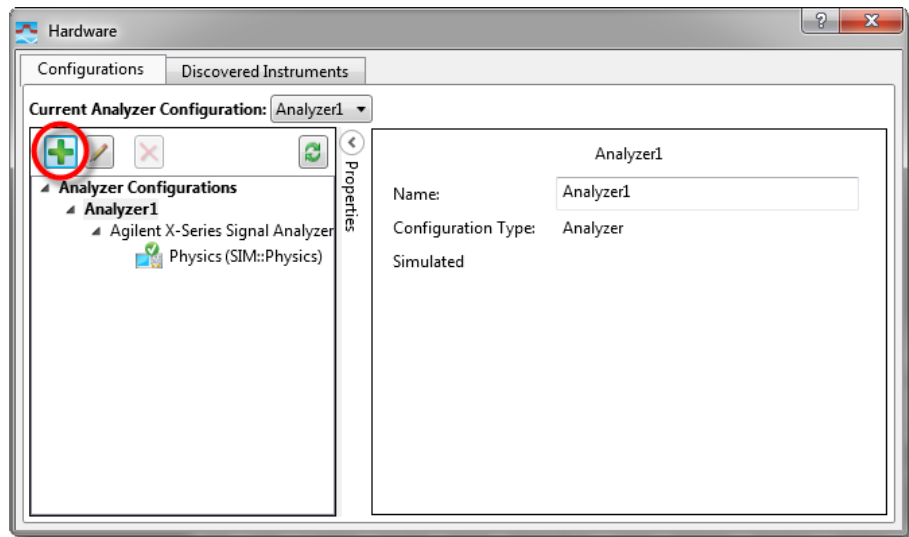 Hardware
? X
Configurations Discovered Instruments
Current Analyzer Configuration: Analyzer1
Properties
Analyzer Configurations
Analyzer1
Agilent X-Series Signal Analyzer
Physics (SIM::Physics)
Analyzer1
Name: Analyzer1
Configuration Type: Analyzer
Simulated